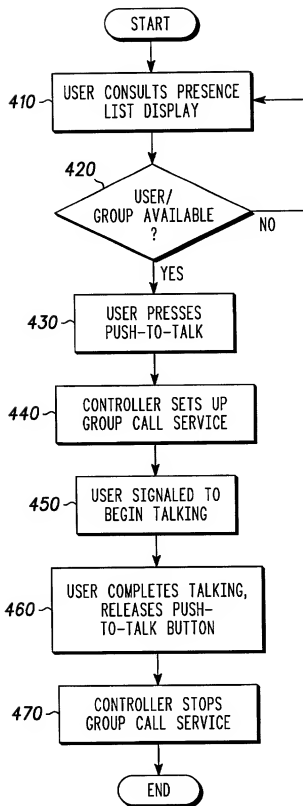 START
410
USER CONSULTS PRESENCE
LIST DISPLAY
420
USER/
GROUP AVAILABLE
?
NO
YES
430
USER PRESSES
PUSH-TO-TALK
440
CONTROLLER SETS UP
GROUP CALL SERVICE
450
USER SIGNALED TO
BEGIN TALKING
460
USER COMPLETES TALKING,
RELEASES PUSH-
TO-TALK BUTTON
470
CONTROLLER STOPS
GROUP CALL SERVICE
END